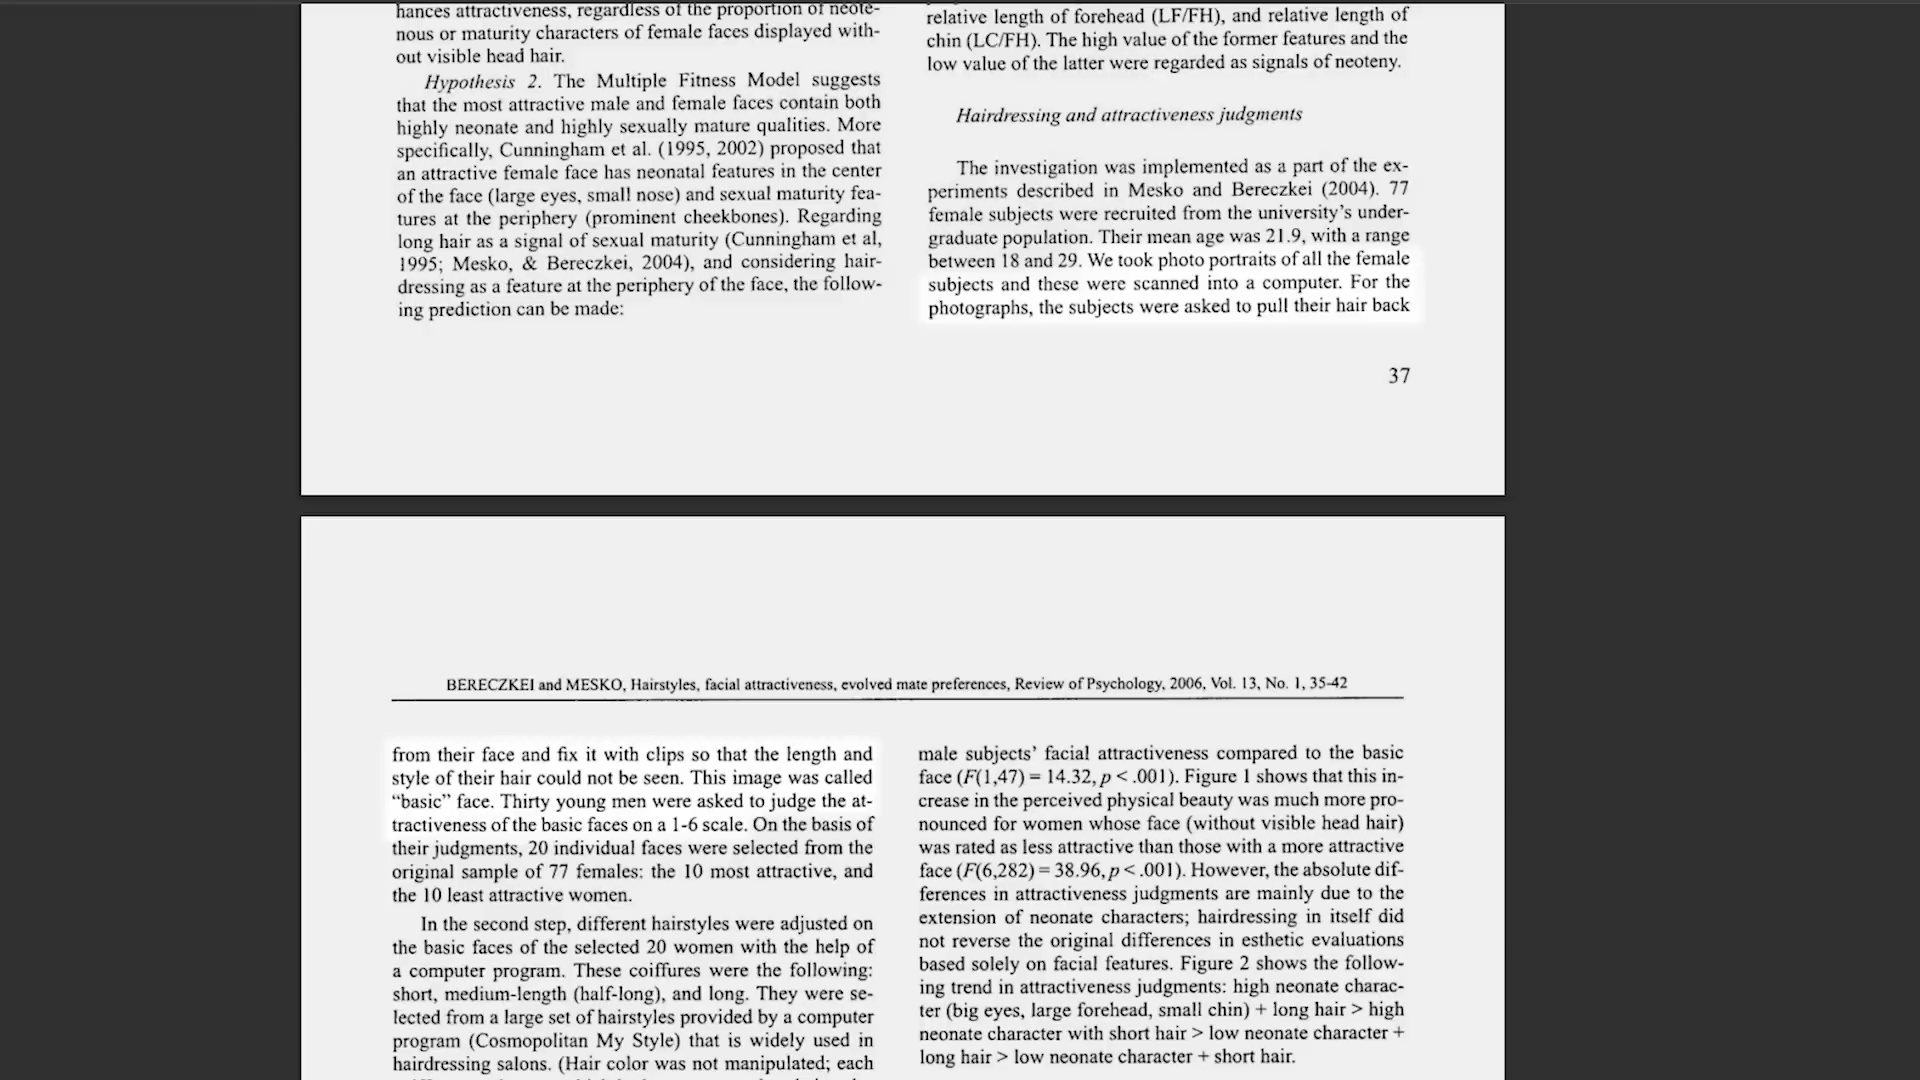 hances attractiveness, regardless of the proportion of neote-
nous or maturity characters of female faces displayed with-
out visible head hair.
Hypothesis 2. The Multiple Fitness Model suggests
that the most attractive male and female faces contain both
highly neonate and highly sexually mature qualities. More
specifically, Cunningham et al. (1995, 2002) proposed that
an attractive female face has neonatal features in the center
of the face (large eyes, small nose) and sexual maturity fea-
tures at the periphery (prominent cheekbones). Regarding
long hair as a signal of sexual maturity (Cunningham et al,
1995; Mesko, & Bereczkei, 2004), and considering hair-
dressing as a feature at the periphery of the face, the follow-
ing prediction can be made:
relative length of forehead (LF/FH), and relative length of
chin (LC/FH). The high value of the former features and the
low value of the latter were regarded as signals of neoteny.
Hairdressing and attractiveness judgments
The investigation was implemented as a part of the ex-
periments described in Mesko and Bereczkei (2004). 77
female subjects were recruited from the university's under-
graduate population. Their mean age was 21.9, with a range
between 18 and 29. We took photo portraits of all the female
subjects and these were scanned into a computer. For the
photographs, the subjects were asked to pull their hair back
37
BERECZKEI and MESKO, Hairstyles, facial attractiveness, evolved mate preferences, Review of Psychology, 2006, Vol. 13, No. 1, 35-42
from their face and fix it with clips so that the length and
style of their hair could not be seen. This image was called
“basic” face. Thirty young men were asked to judge the at-
tractiveness of the basic faces on a 1-6 scale. On the basis of
their judgments, 20 individual faces were selected from the
original sample of 77 females: the 10 most attractive, and
the 10 least attractive women.
In the second step, different hairstyles were adjusted on
the basic faces of the selected 20 women with the help of
a computer program. These coiffures were the following:
short, medium-length (half-long), and long. They were se-
lected from a large set of hairstyles provided by a computer
program (Cosmopolitan My Style) that is widely used in
hairdressing salons. (Hair color was not manipulated; each
male subjects' facial attractiveness compared to the basic
face (F(1,47) = 14.32, p < .001). Figure 1 shows that this in-
crease in the perceived physical beauty was much more pro-
nounced for women whose face (without visible head hair)
was rated as less attractive than those with a more attractive
face (F(6,282) = 38.96, p < .001). However, the absolute dif-
ferences in attractiveness judgments are mainly due to the
extension of neonate characters; hairdressing in itself did
not reverse the original differences in esthetic evaluations
based solely on facial features. Figure 2 shows the follow-
ing trend in attractiveness judgments: high neonate charac-
ter (big eyes, large forehead, small chin) + long hair > high
neonate character with short hair > low neonate character +
long hair > low neonate character + short hair.